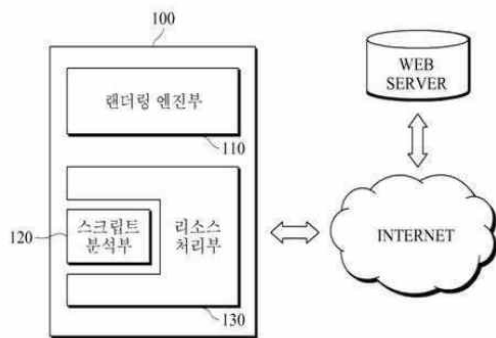 100
랜더링 엔진부
110
120
스크립트
분석부
리소스
처리부
130
WEB
SERVER
INTERNET